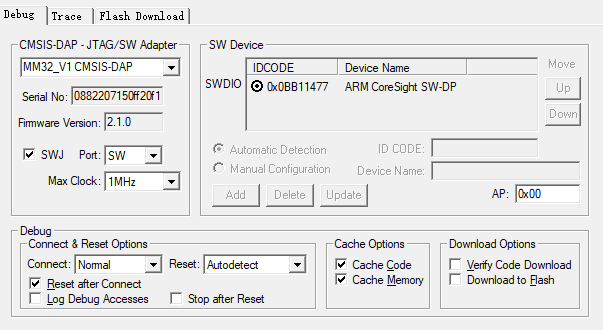 Debug Trace Flash Download
CMSIS-DAP - JTAG/SW Adapter
MM32_V1 CMSIS-DAP
Serial No: 0882207150ff20f1
Firmware Version: 2.1.0
SWJ Port: SW
Max Clock: 1MHz
SW Device
IDCODE Device Name
SWDIO 0x0BB11477 ARM CoreSight SW-DP
Move
Up
Down
Automatic Detection ID CODE:
Manual Configuration Device Name:
Add Delete Update AP: 0x00
Debug
Connect & Reset Options
Connect: Normal Reset: Autodetect
Reset after Connect
Log Debug Accesses Stop after Reset
Cache Options
Cache Code
Cache Memory
Download Options
Verify Code Download
Download to Flash